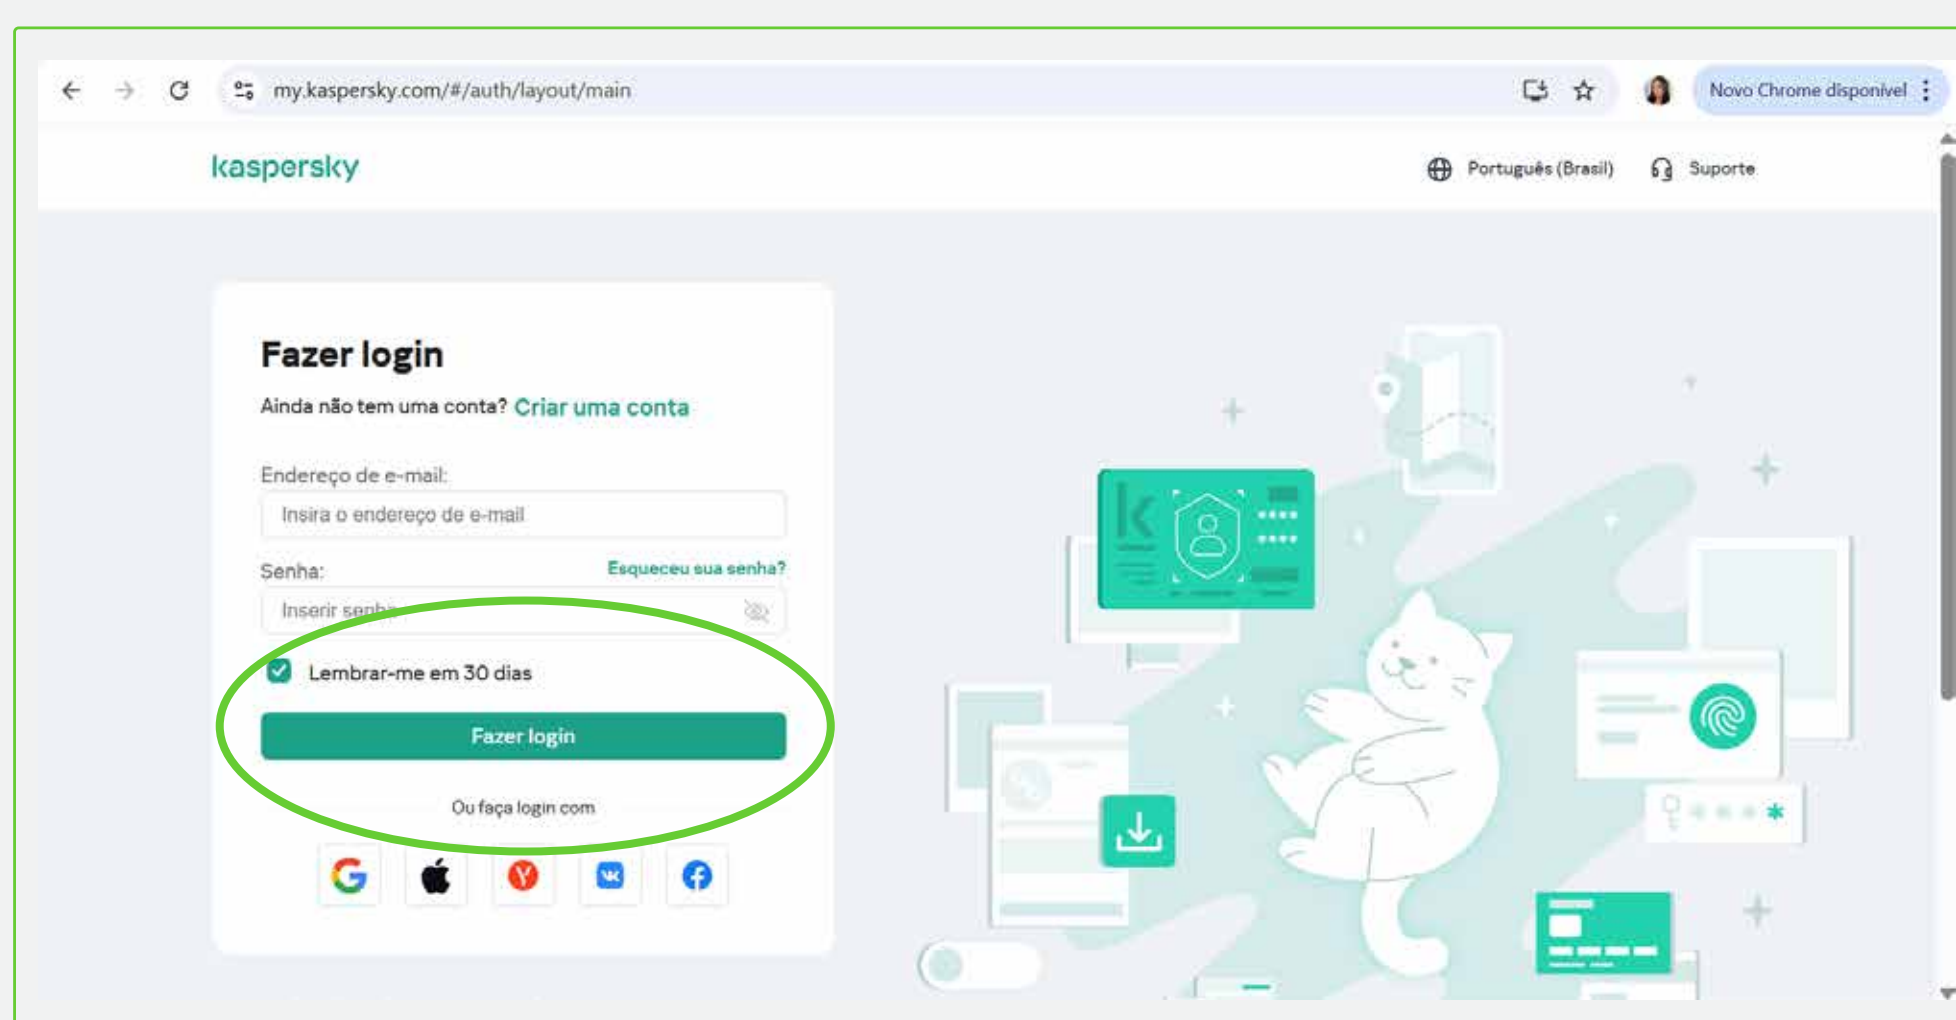 my.kaspersky.com/#/auth/layout/main
Novo Chrome disponível
kaspersky
Português (Brasil)
Suporte
Fazer login
Ainda não tem uma conta? Criar uma conta
Endereço de e-mail:
Insira o endereço de e-mail
Senha:
Esqueceu sua senha?
Inserir senha
Lembrar-me em 30 dias
Fazer login
Ou faça login com